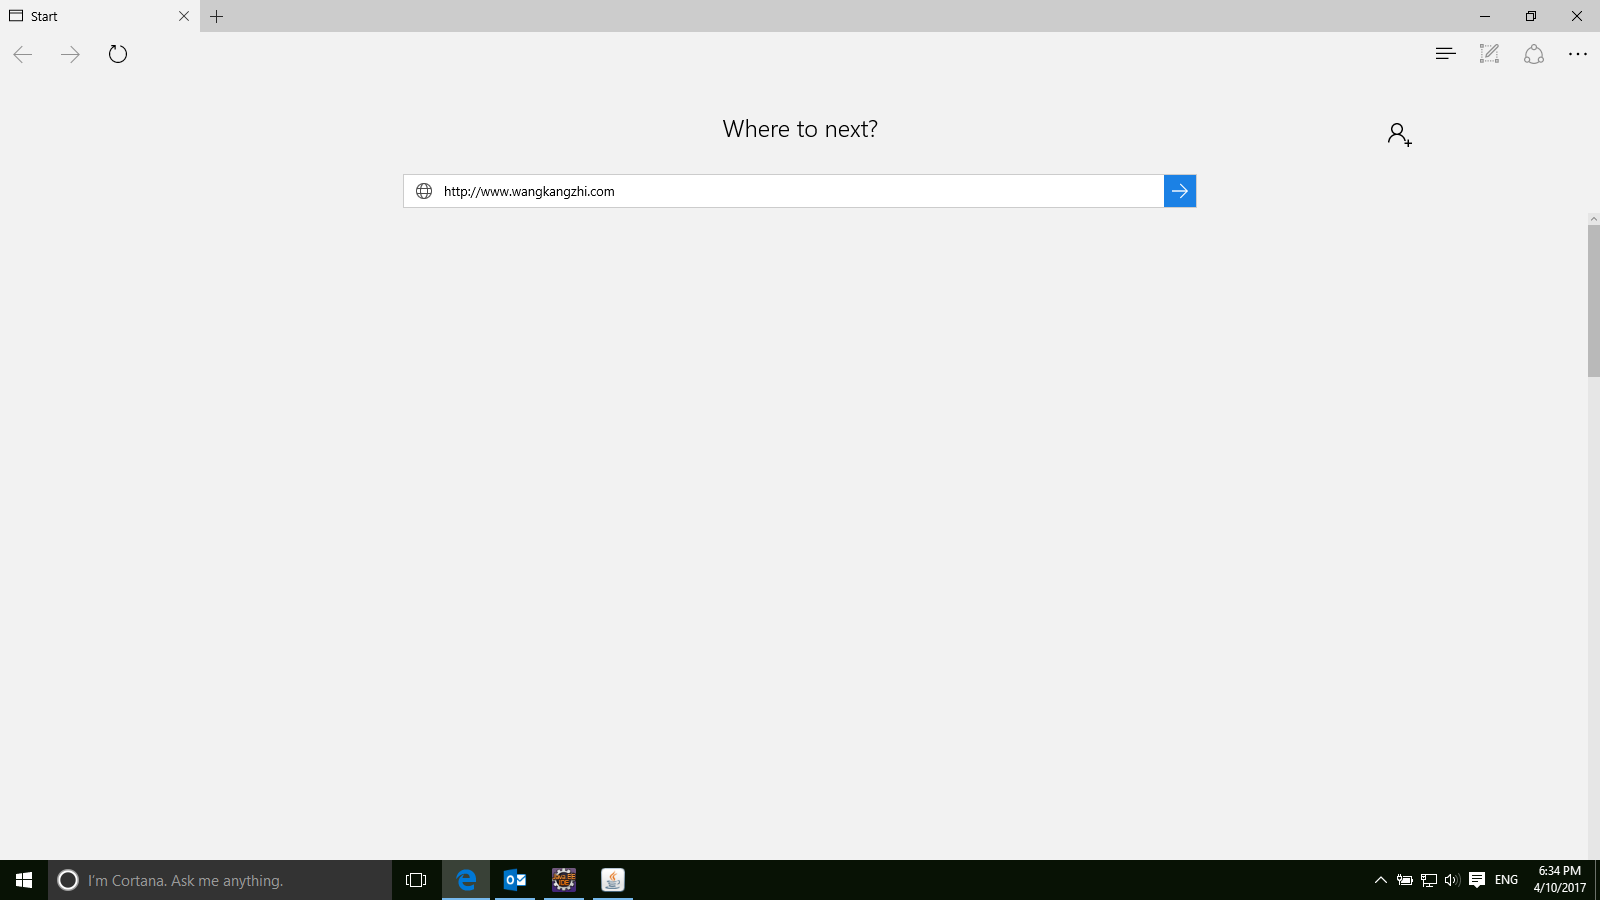 Start
Where to next?
http://www.wangkangzhi.com
I'm Cortana. Ask me anything.
ENG
6:34 PM
4/10/2017